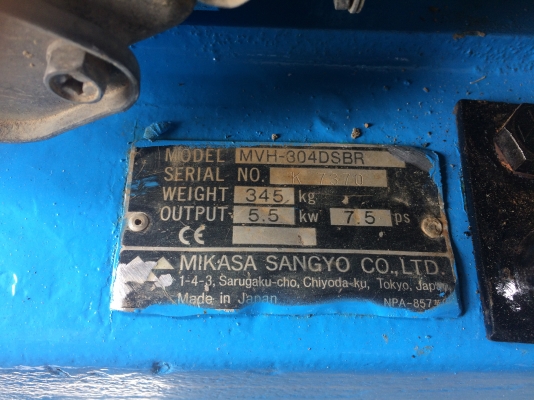 MODEL MVH-304DSBR
SERIAL NO. R-7370
WEIGHT 345 kg
OUTPUT 5.5 kw 7.5 ps
CE
MIKASA SANGYO CO., LTD.
1-4-3, Sarugaku-cho, Chiyoda-ku, Tokyo, Japan
Made in Japan NPA-857